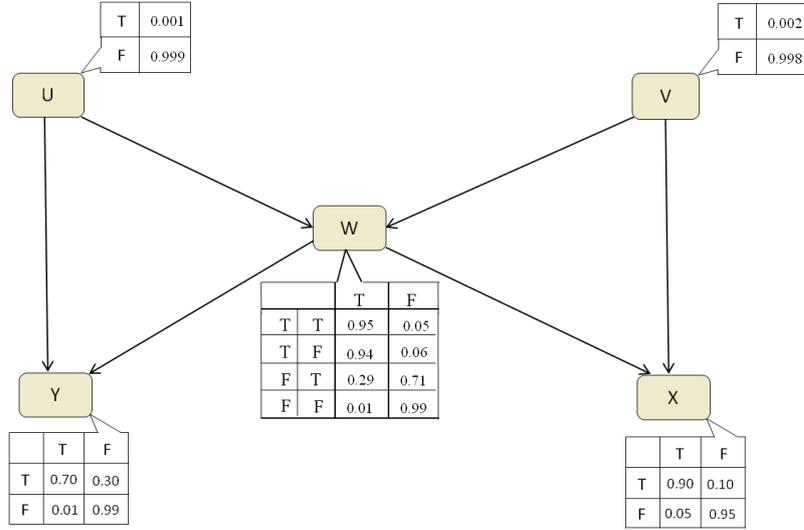 T 0.001
F 0.999
T 0.002
F 0.998
U
V
W
T F
T T 0.95 0.05
T F 0.94 0.06
F T 0.29 0.71
F F 0.01 0.99
Y
X
T F
T 0.70 0.30
F 0.01 0.99
T F
T 0.90 0.10
F 0.05 0.95